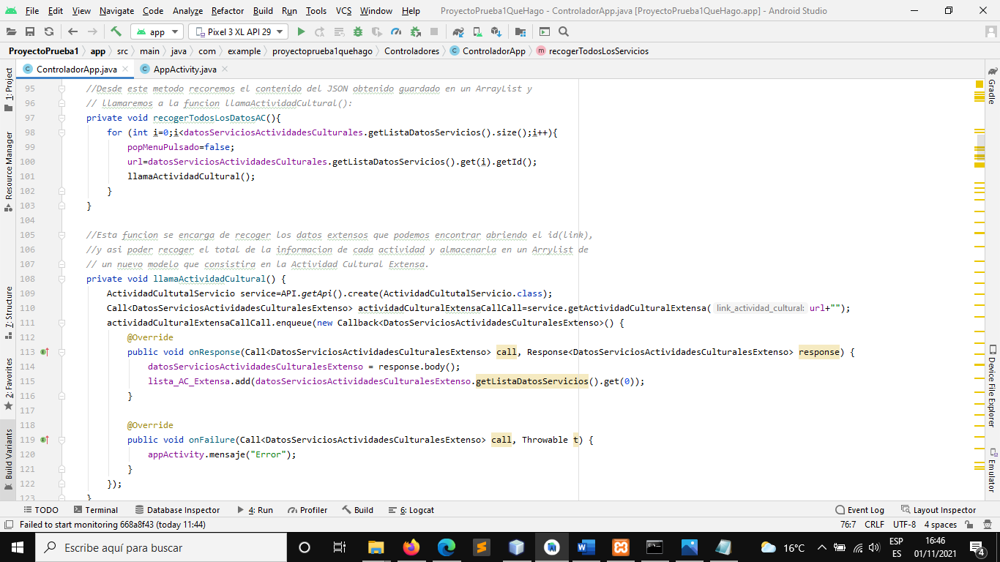 File Edit View Navigate Code Analyze Refactor Build Run Tools VCS Window Help ProyectoPrueba1QueHago - ControladorApp.java [ProyectoPrueba1QueHago.app] - Android Studio
app Pixel 3 XL API 29
ProyectoPrueba1 app src main java com example proyectoprueba1quehago Controladores ControladorApp recogerTodosLosServicios
ControladorApp.java AppActivity.java
1: Project
Resource Manager
7: Structure
2: Favorites
Build Variants
95 //Desde este metodo recoremos el contenido del JSON obtenido guardado en un ArrayList y
96 // llamaremos a la funcion llamaActividadCultural():
97 private void recogerTodosLosDatosAC(){
98 for (int i=0;i<datosServiciosActividadesCulturales.getListaDatosServicios().size();i++){
99 popMenuPulsado=false;
100 url=datosServiciosActividadesCulturales.getListaDatosServicios().get(i).getId();
101 llamaActividadCultural();
102 }
103 }
104
105 //Esta funcion se encarga de recoger los datos extensos que podemos encontrar abriendo el id(link),
106 //y asi poder recoger el total de la informacion de cada actividad y almacenarla en un Arrylist de
107 // un nuevo modelo que consistira en la Actividad Cultural Extensa.
108 private void llamaActividadCultural() {
109 ActividadCultutalServicio service=API.getApi().create(ActividadCultutalServicio.class);
110 Call<DatosServiciosActividadesCulturalesExtenso> actividadCulturalExtensaCallCall=service.getActividadCulturalExtensa( link_actividad_cultural: url+"");
111 actividadCulturalExtensaCallCall.enqueue(new Callback<DatosServiciosActividadesCulturalesExtenso>() {
112 @Override
113 public void onResponse(Call<DatosServiciosActividadesCulturalesExtenso> call, Response<DatosServiciosActividadesCulturalesExtenso> response) {
114 datosServiciosActividadesCulturalesExtenso = response.body();
115 lista_AC_Extensa.add(datosServiciosActividadesCulturalesExtenso.getListaDatosServicios().get(0));
116 }
117
118 @Override
119 public void onFailure(Call<DatosServiciosActividadesCulturalesExtenso> call, Throwable t) {
120 appActivity.mensaje("Error");
121 }
122 });
123 }
Gradle
Device File Explorer
Emulator
TODO Terminal Database Inspector 4: Run Profiler Build 6: Logcat Event Log Layout Inspector
Failed to start monitoring 668a8f43 (today 11:44) 76:7 CRLF UTF-8 4 spaces
Escribe aquí para buscar 16°C ESP 16:46
ES 01/11/2021 4